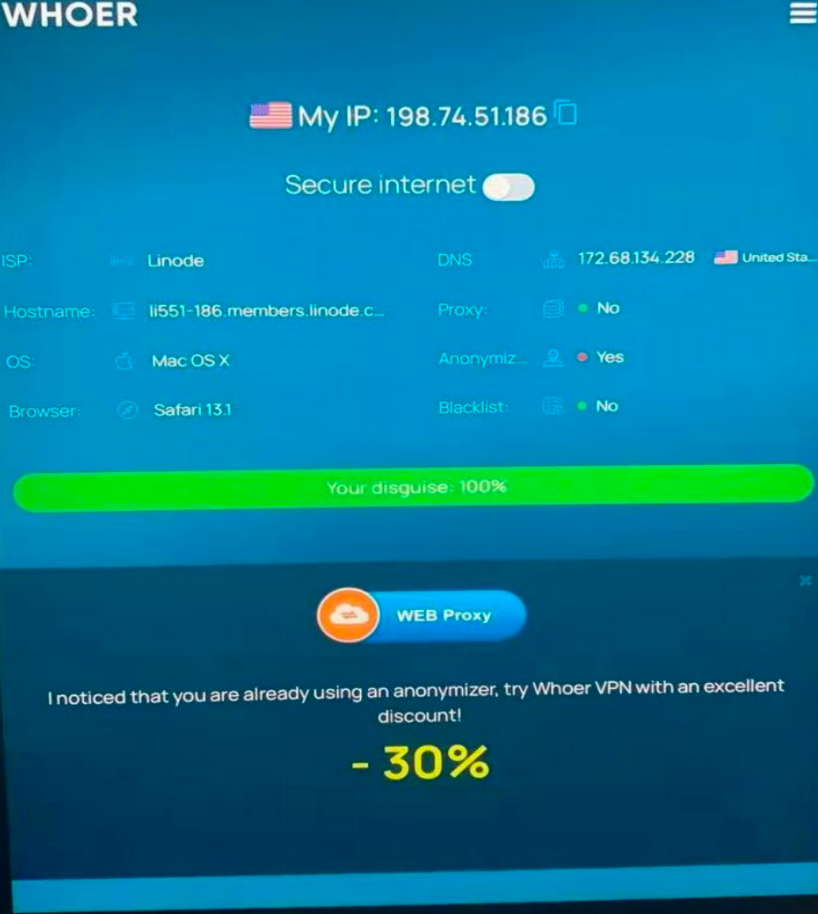 WHOER
My IP: 198.74.51.186
Secure internet
ISP: Linode
DNS 172.68.134.228 United Sta...
Hostname: li551-186.members.linode.c...
Proxy: No
OS: Mac OS X
Anonymiz... Yes
Browser: Safari 13.1
Blacklist: No
Your disguise: 100%
WEB Proxy
I noticed that you are already using an anonymizer, try Whoer VPN with an excellent
discount!
- 30%